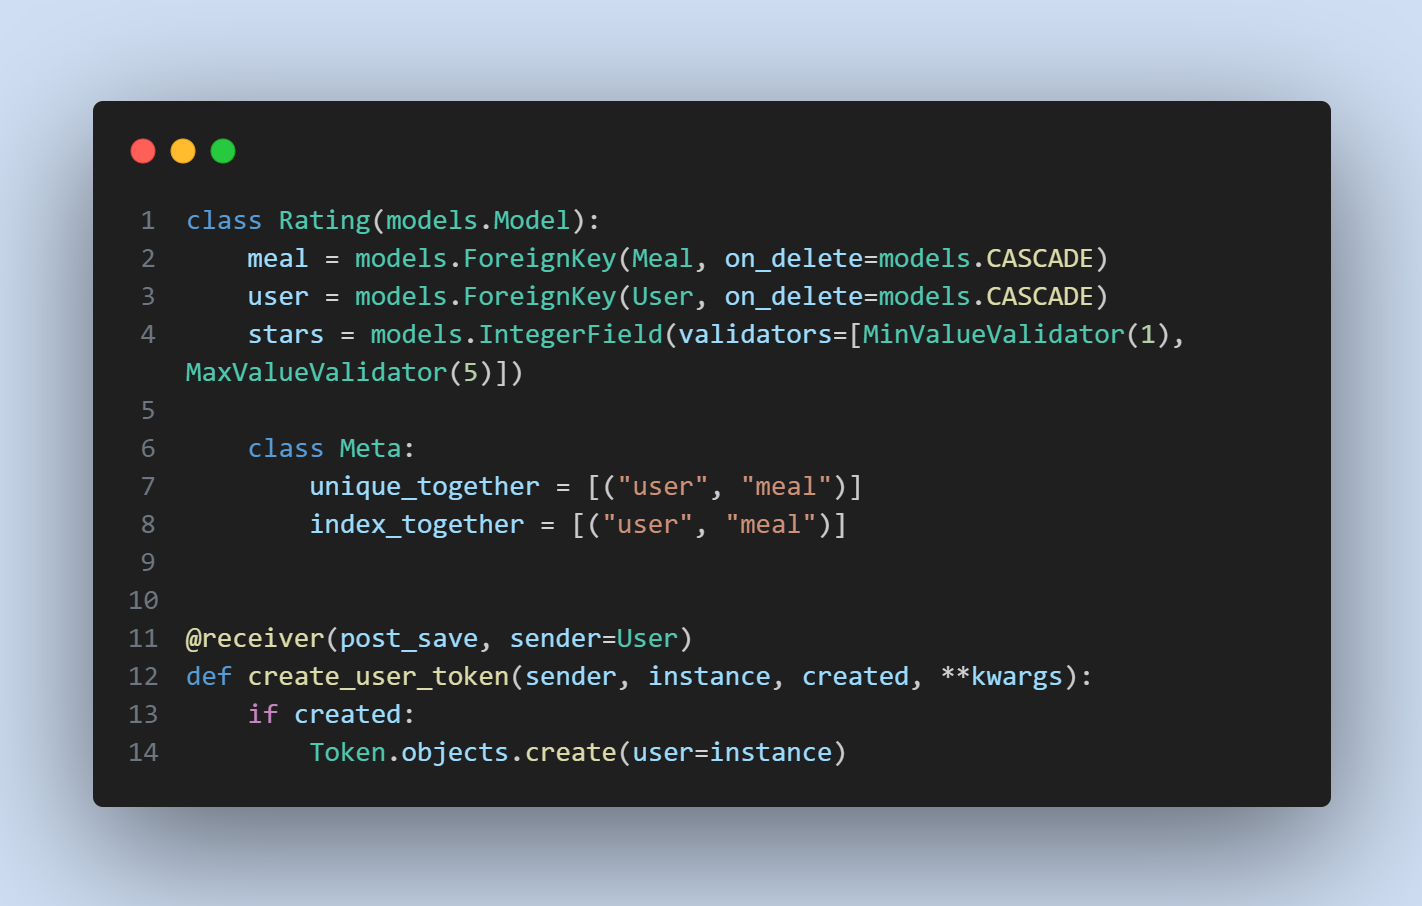 1 class Rating(models.Model):
2     meal = models.ForeignKey(Meal, on_delete=models.CASCADE)
3     user = models.ForeignKey(User, on_delete=models.CASCADE)
4     stars = models.IntegerField(validators=[MinValueValidator(1),
MaxValueValidator(5)])
5
6     class Meta:
7         unique_together = [("user", "meal")]
8         index_together = [("user", "meal")]
9
10
11 @receiver(post_save, sender=User)
12 def create_user_token(sender, instance, created, **kwargs):
13     if created:
14         Token.objects.create(user=instance)